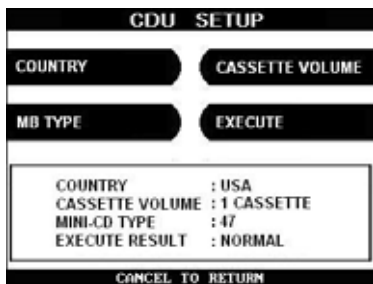 CDU SETUP
COUNTRY
CASSETTE VOLUME
MB TYPE
EXECUTE
COUNTRY : USA
CASSETTE VOLUME : 1 CASSETTE
MINI-CD TYPE : 47
EXECUTE RESULT : NORMAL
CANCEL TO RETURN